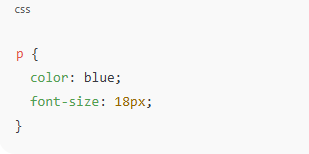 css
p {
  color: blue;
  font-size: 18px;
}